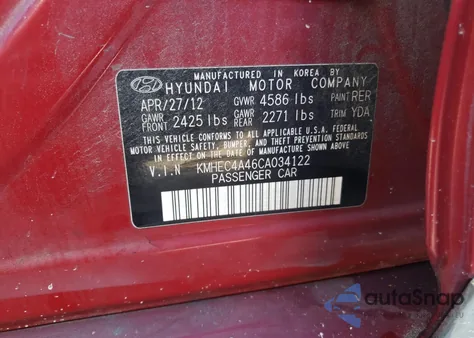 MANUFACTURED IN KOREA BY
HYUNDAI MOTOR COMPANY
APR/27/12 GVWR 4586 lbs PAINT RER
GAWR FRONT 2425 lbs GAWR REAR 2271 lbs TRIM YDA
THIS VEHICLE CONFORMS TO ALL APPLICABLE U.S.
FEDERAL MOTOR VEHICLE SAFETY, BUMPER, AND THEFT
PREVENTION STANDARDS IN EFFECT ON THE DATE OF
MANUFACTURE SHOWN ABOVE.
V.I.N KMHEC4A46CA034122
PASSENGER CAR
autoSnap